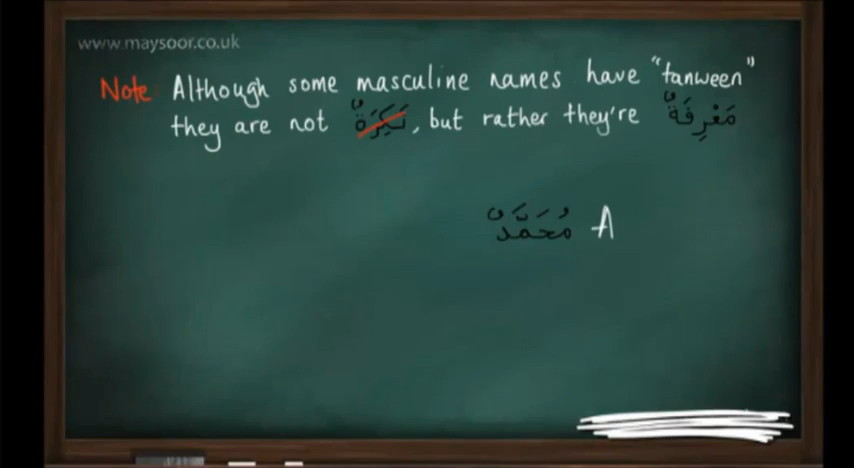 www.maysoor.co.uk
Note: Although some masculine names have "tanween"
they are not نَكِرَةٌ, but rather they're مَعْرِفَةٌ
مُحَمَّدٌ A